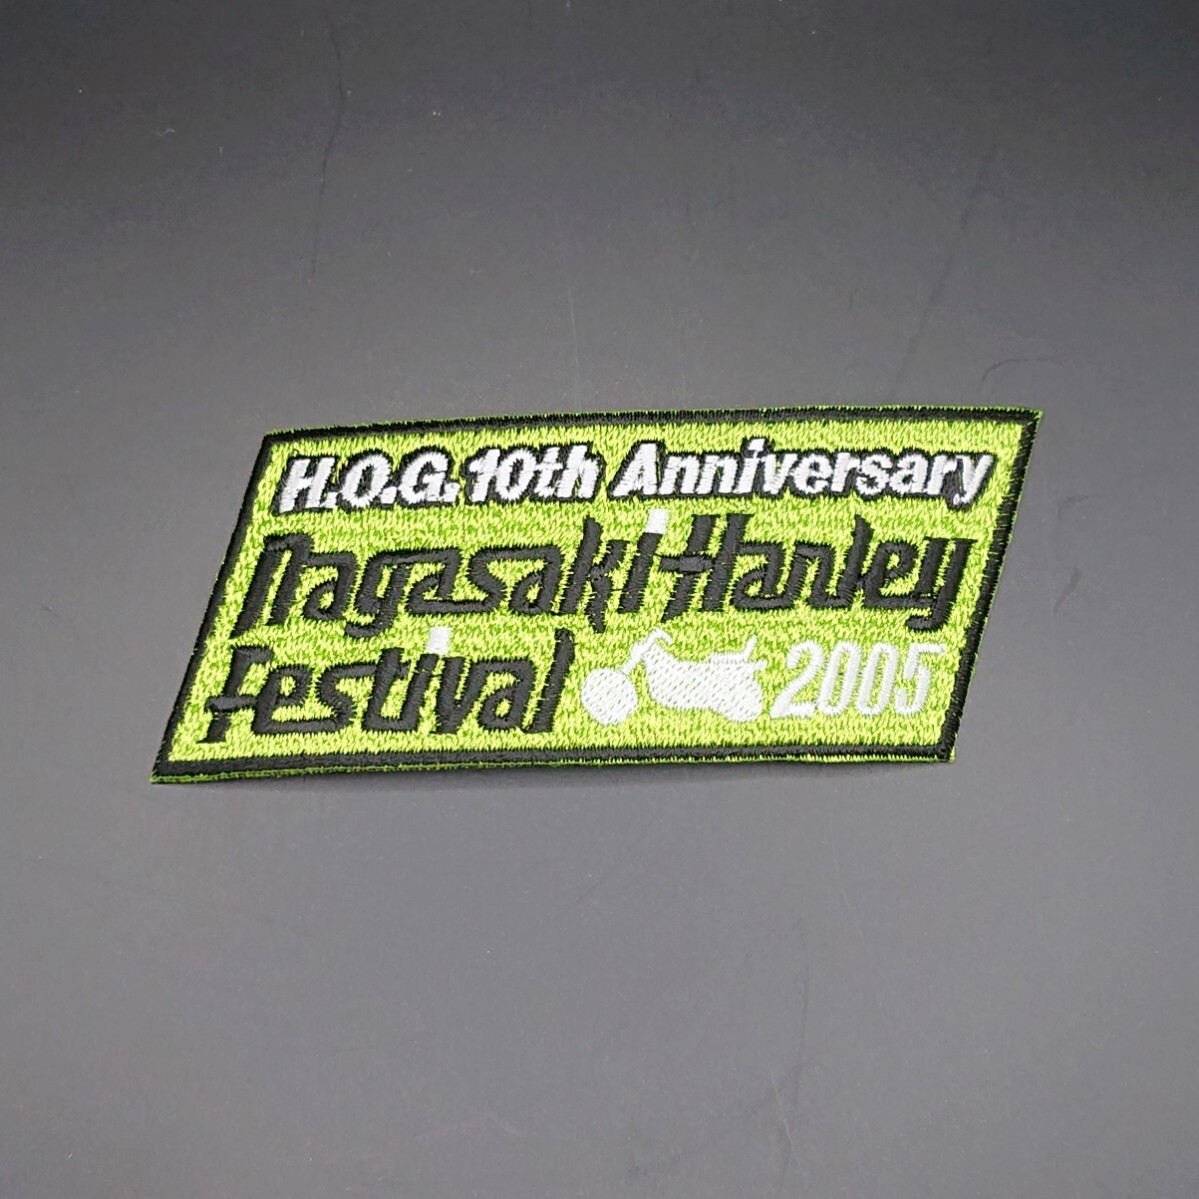 H.O.G. 10th Anniversary
Nagasaki Harley
Festival 2005